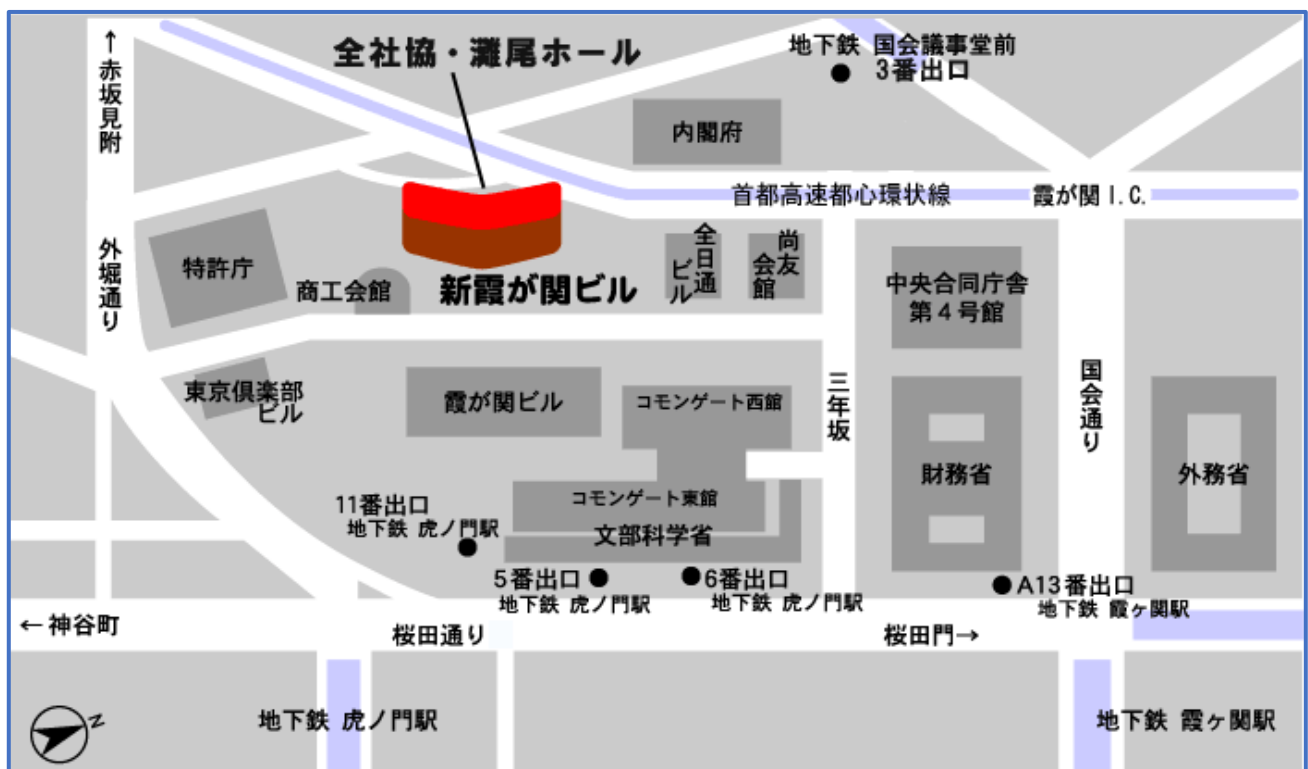 ↑赤坂見附
全社協・灘尾ホール
地下鉄 国会議事堂前
3番出口
内閣府
首都高速都心環状線
霞が関 I.C.
外堀通り
特許庁
商工会館
新霞が関ビル
全日通
ビル
尚友
会館
中央合同庁舎
第4号館
東京倶楽部
ビル
霞が関ビル
コモンゲート西館
三年坂
国会通り
財務省
外務省
コモンゲート東館
文部科学省
11番出口
地下鉄 虎ノ門駅
5番出口
地下鉄 虎ノ門駅
6番出口
地下鉄 虎ノ門駅
A13番出口
地下鉄 霞ヶ関駅
←神谷町
桜田通り
桜田門→
地下鉄 虎ノ門駅
地下鉄 霞ヶ関駅
N